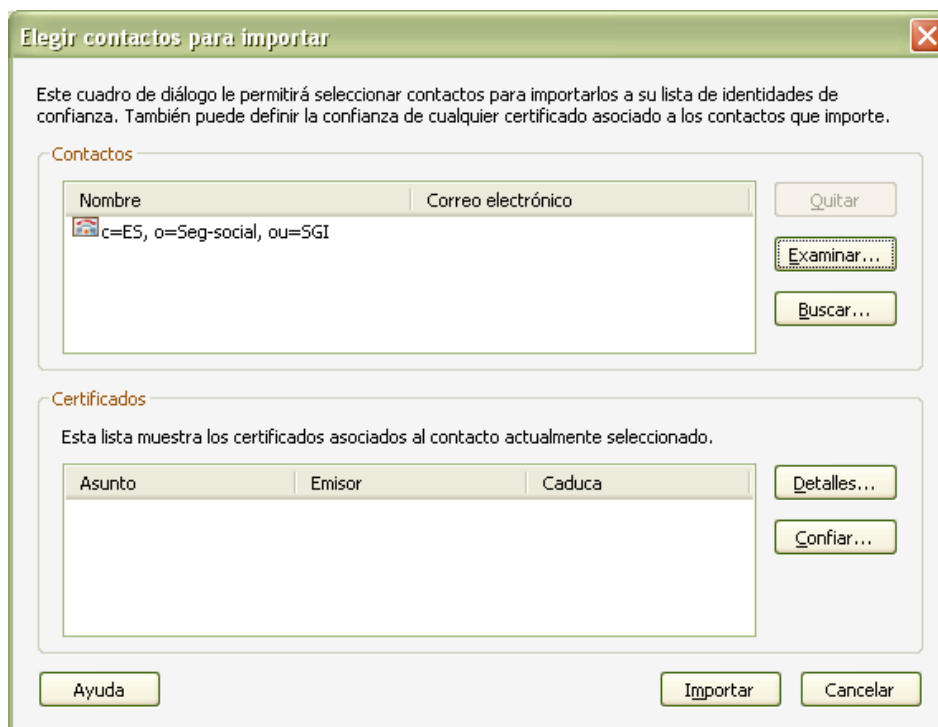 Elegir contactos para importar
Este cuadro de diálogo le permitirá seleccionar contactos para importarlos a su lista de identidades de
confianza. También puede definir la confianza de cualquier certificado asociado a los contactos que importe.
Contactos
Nombre Correo electrónico
c=ES, o=Seg-social, ou=SGI
Quitar
Examinar...
Buscar...
Certificados
Esta lista muestra los certificados asociados al contacto actualmente seleccionado.
Asunto Emisor Caduca
Detalles...
Confiar...
Ayuda Importar Cancelar